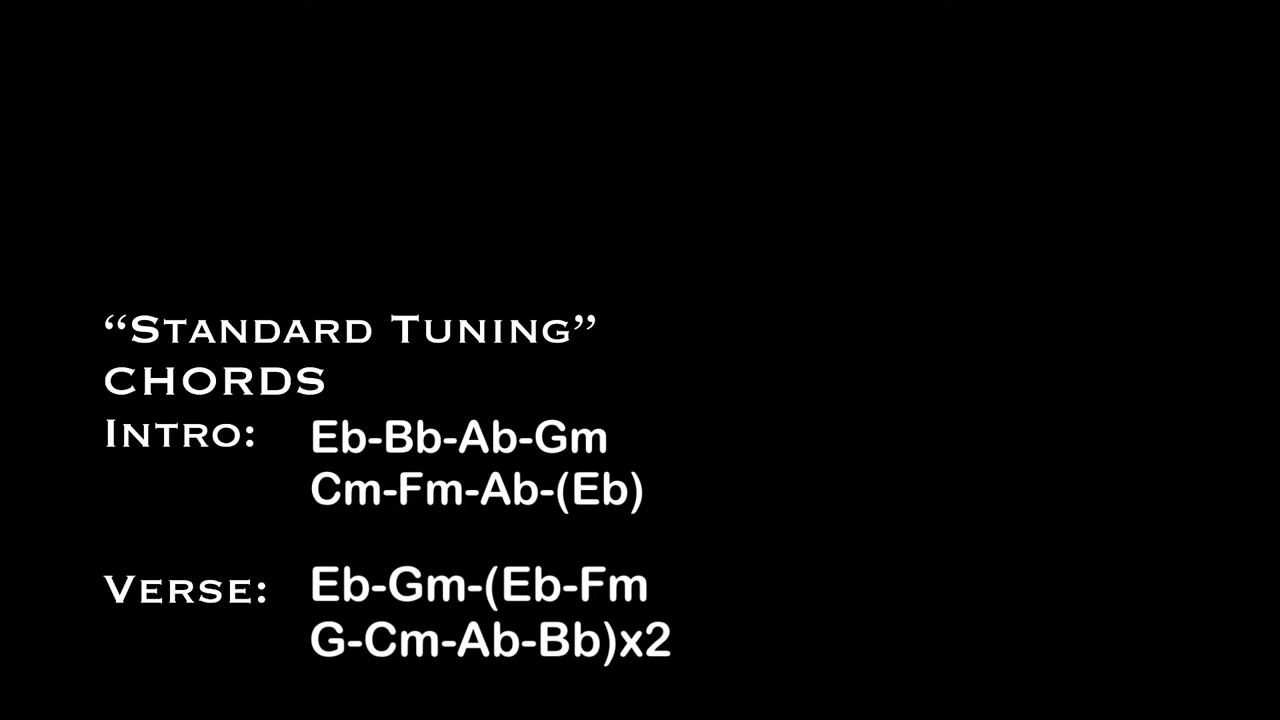 “Standard Tuning”
CHORDS
Intro: Eb-Bb-Ab-Gm
Cm-Fm-Ab-(Eb)
Verse: Eb-Gm-(Eb-Fm
G-Cm-Ab-Bb)x2